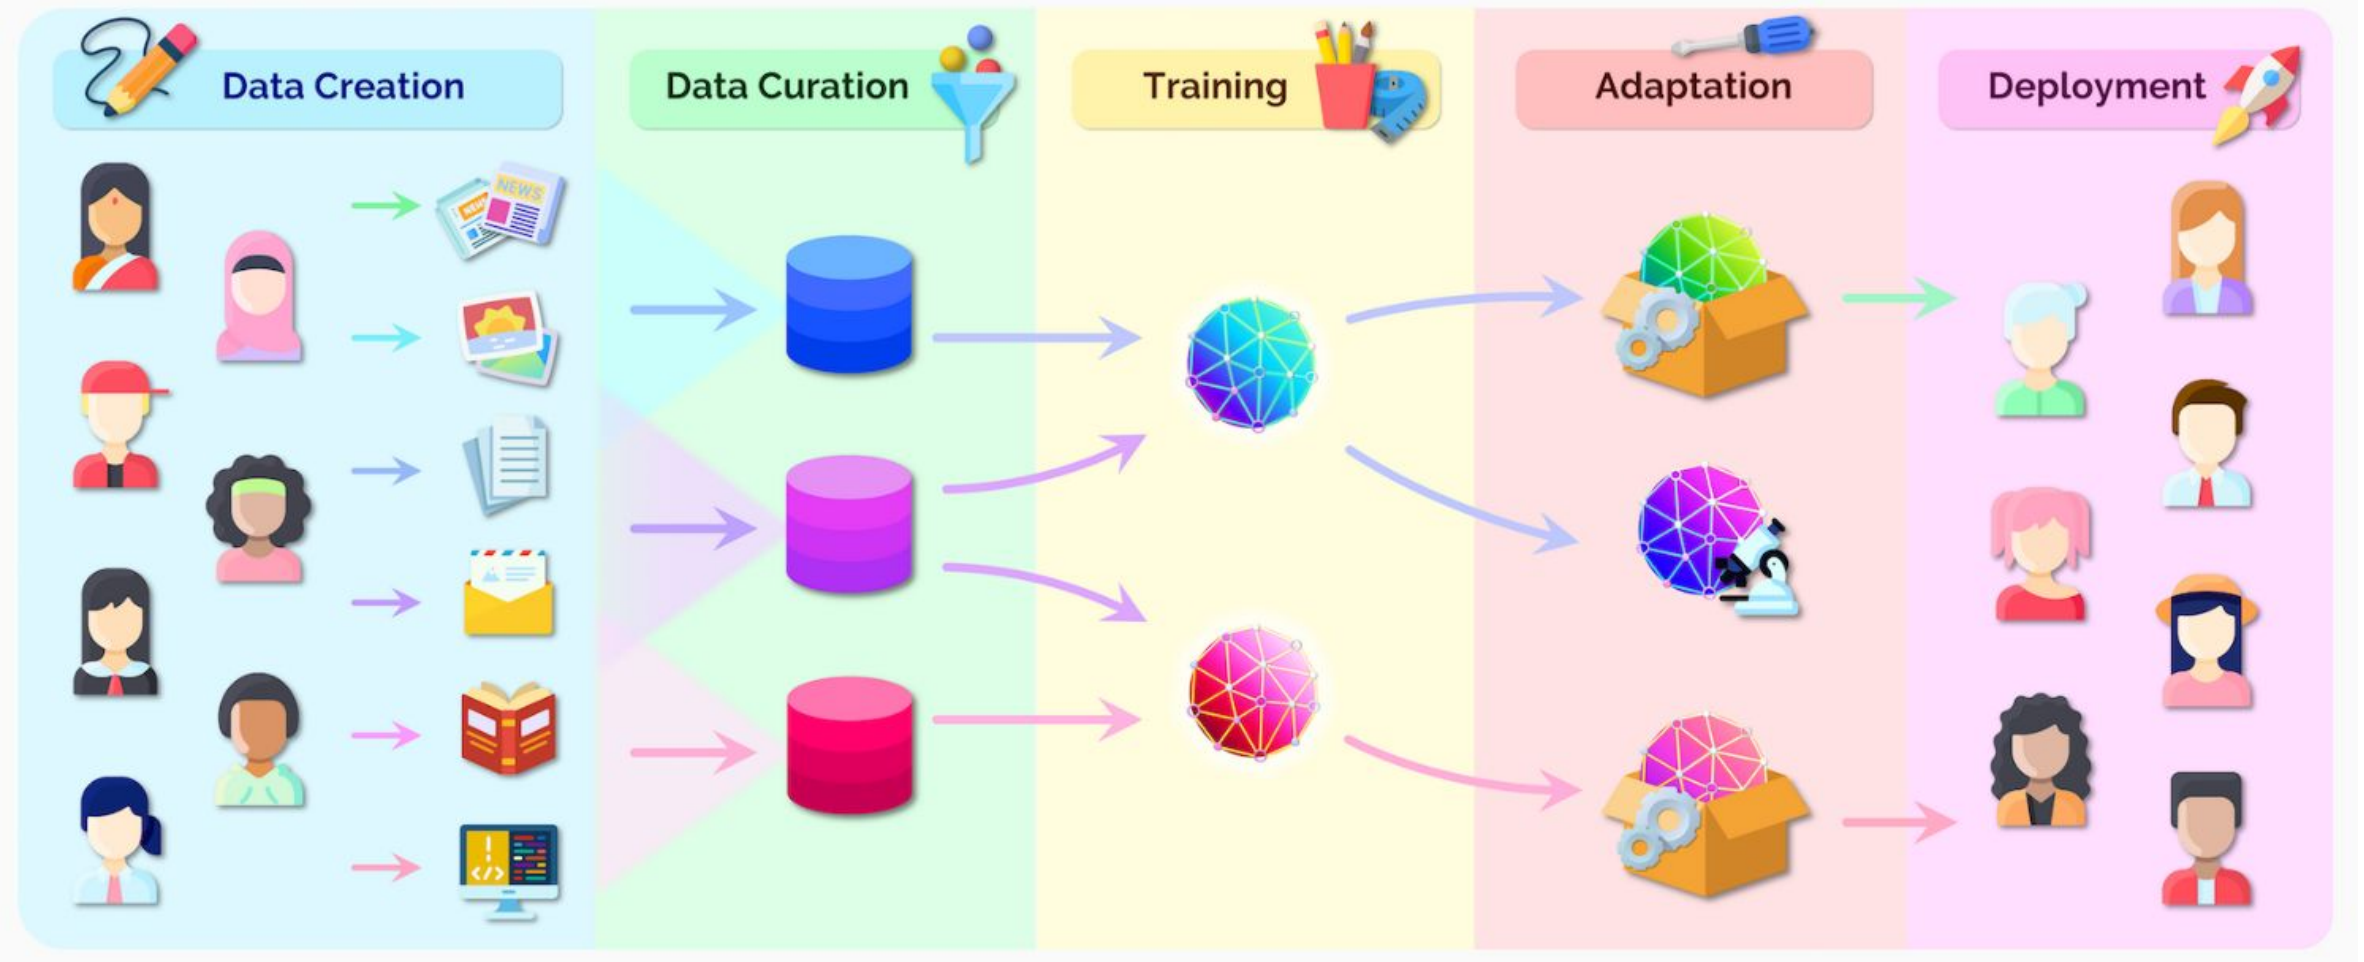 Data Creation
Data Curation
Training
Adaptation
Deployment
NEWS